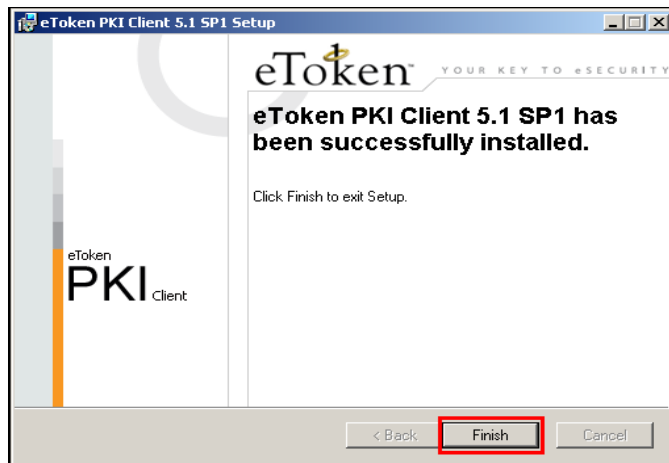 eToken PKI Client 5.1 SP1 Setup
eToken™ YOUR KEY TO eSECURITY
eToken PKI Client 5.1 SP1 has
been successfully installed.
Click Finish to exit Setup.
eToken
PKI Client
< Back Finish Cancel